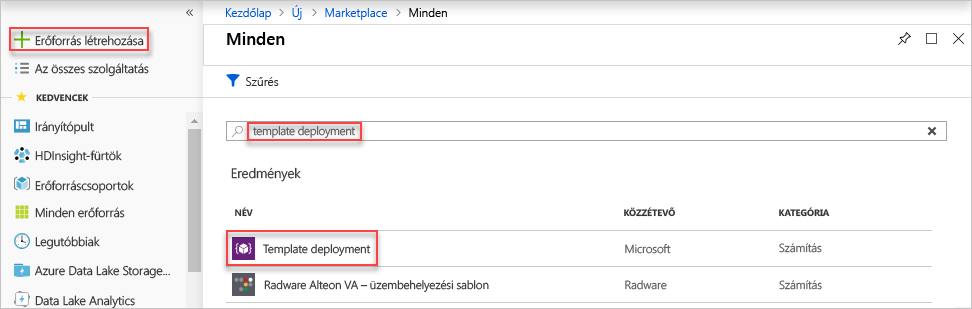 «
Erőforrás létrehozása
Az összes szolgáltatás
KEDVENCEK
Irányítópult
HDInsight-fürtök
Erőforráscsoportok
Minden erőforrás
Legutóbbiak
Azure Data Lake Storage...
Data Lake Analytics
Kezdőlap > Új > Marketplace > Minden
Minden
Szűrés
template deployment
Eredmények
NÉV KÖZZÉTEVŐ KATEGÓRIA
Template deployment Microsoft Számítás
Radware Alteon VA – üzembehelyezési sablon Radware Számítás